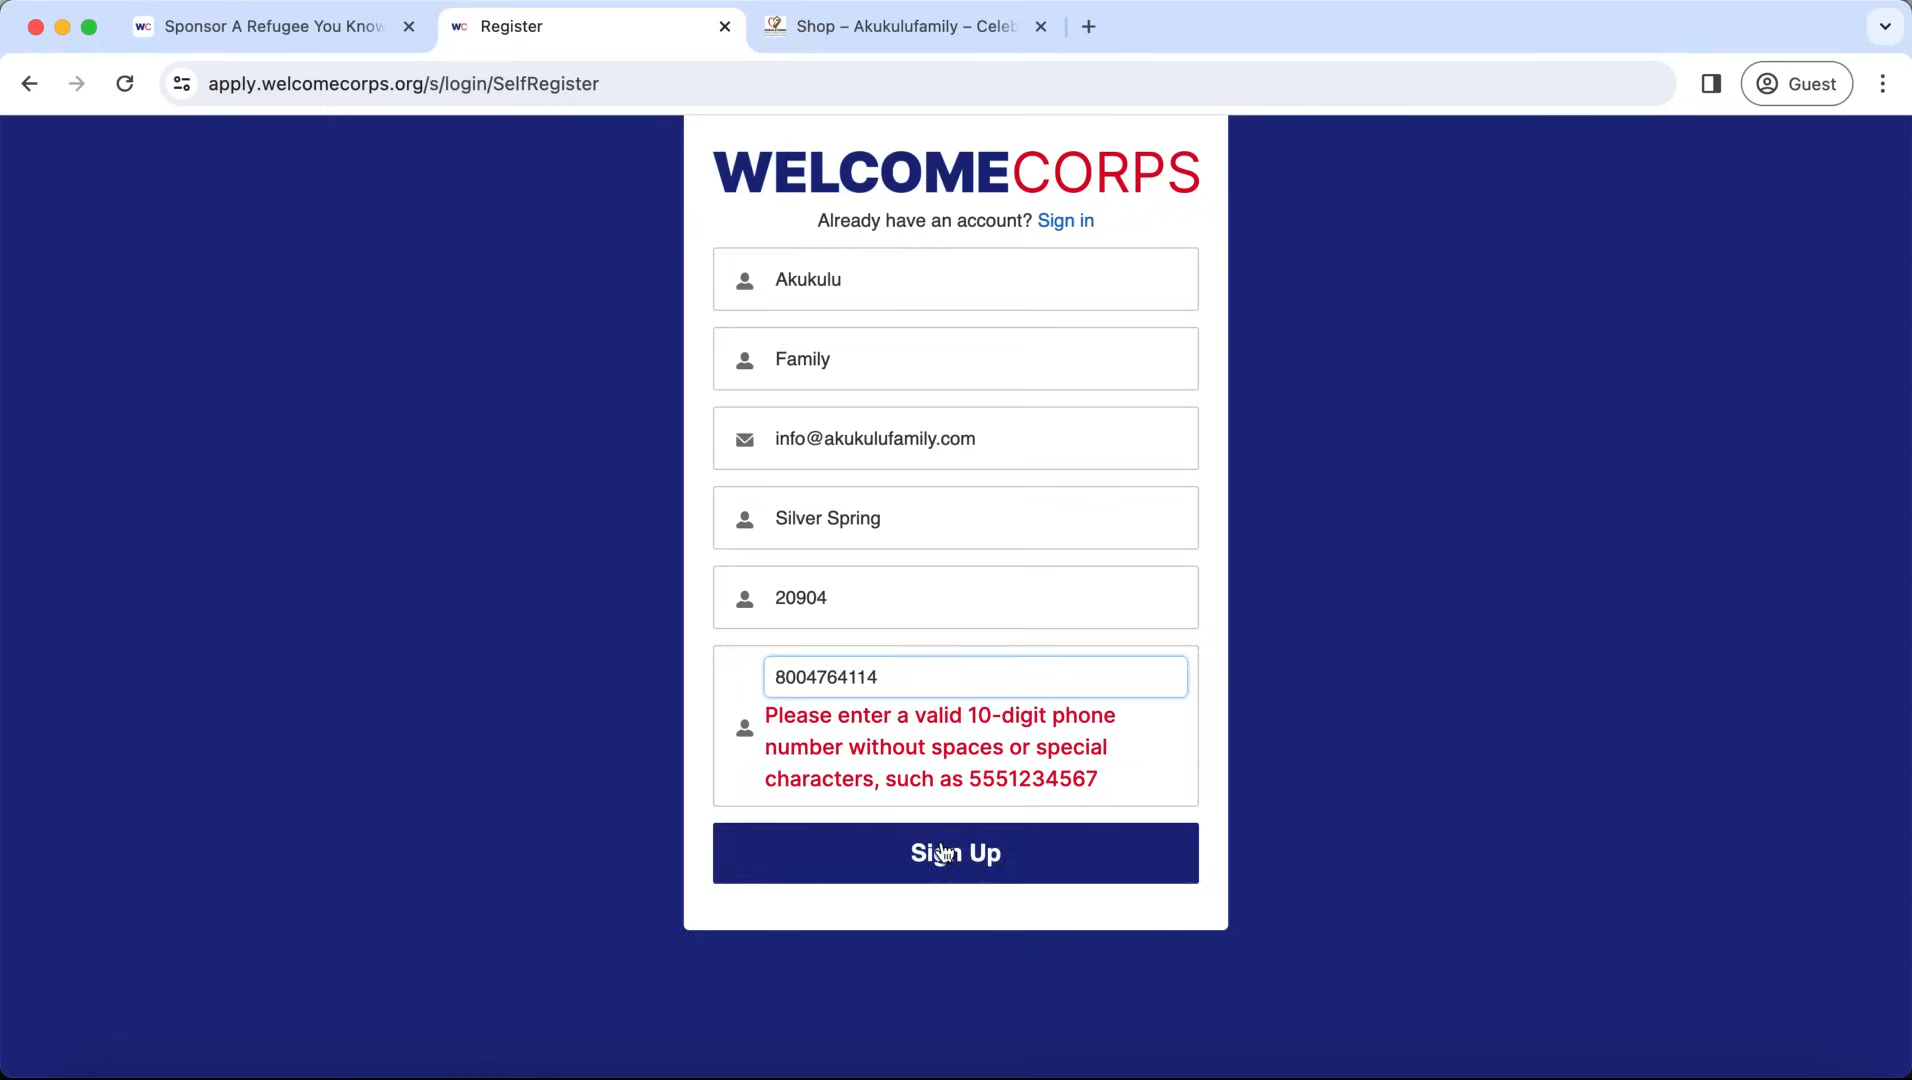 WC Sponsor A Refugee You Know
WC Register
Shop – Akukulufamily – Celeb
apply.welcomecorps.org/s/login/SelfRegister
Guest
WELCOMECORPS
Already have an account? Sign in
Akukulu
Family
info@akukulufamily.com
Silver Spring
20904
8004764114
Please enter a valid 10-digit phone
number without spaces or special
characters, such as 5551234567
Sign Up